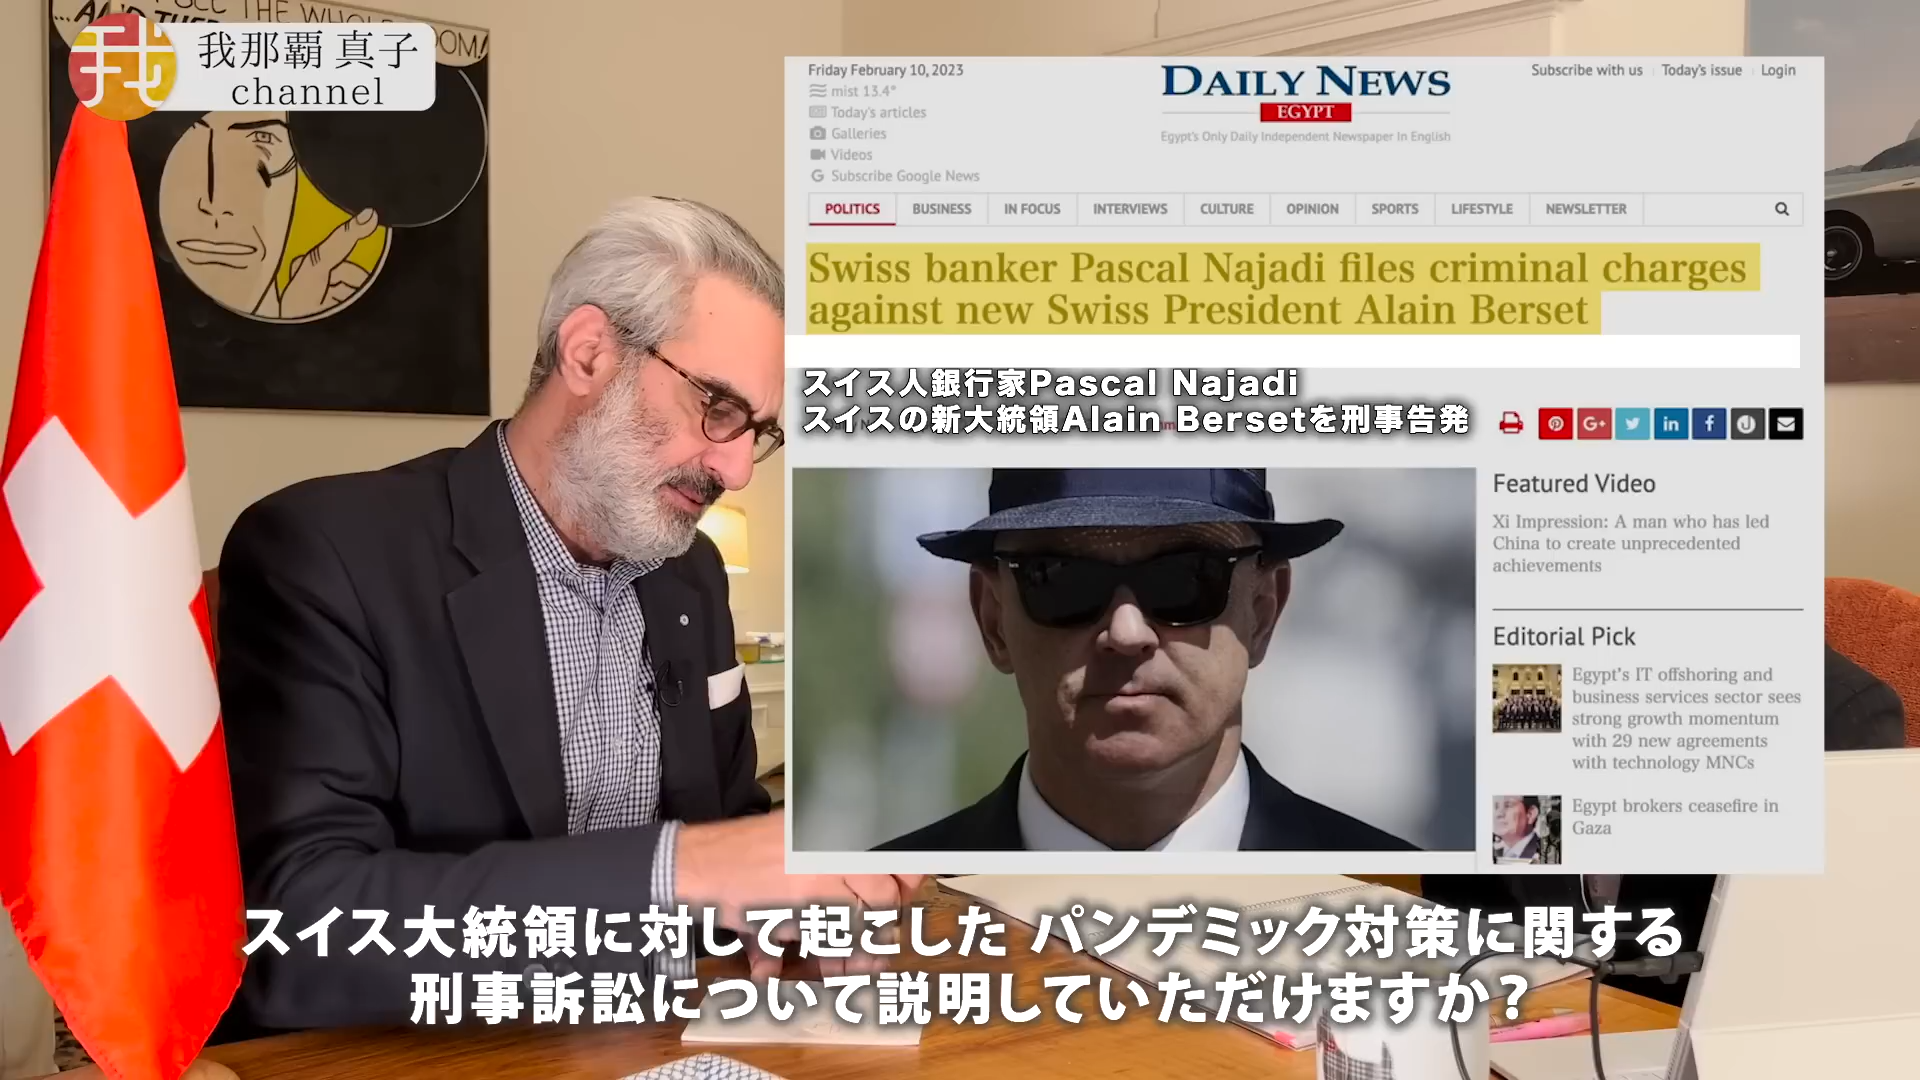 ...AND THE
SEE THE WHOLE
OOM!
我那覇 真子
channel
Friday February 10, 2023
mist 13.4°
Today's articles
Galleries
Videos
Subscribe Google News
DAILY NEWS
EGYPT
Egypt's Only Daily Independent Newspaper In English
Subscribe with us
Today's issue
Login
POLITICS BUSINESS IN FOCUS INTERVIEWS CULTURE OPINION SPORTS LIFESTYLE NEWSLETTER
Swiss banker Pascal Najadi files criminal charges
against new Swiss President Alain Berset
スイス人銀行家Pascal Najadi
スイスの新大統領Alain Bersetを刑事告発
Featured Video
Xi Impression: A man who has led
China to create unprecedented
achievements
Editorial Pick
Egypt's IT offshoring and
business services sector sees
strong growth momentum
with 29 new agreements
with technology MNCs
Egypt brokers ceasefire in
Gaza
スイス大統領に対して起こした パンデミック対策に関する
刑事訴訟について説明していただけますか?